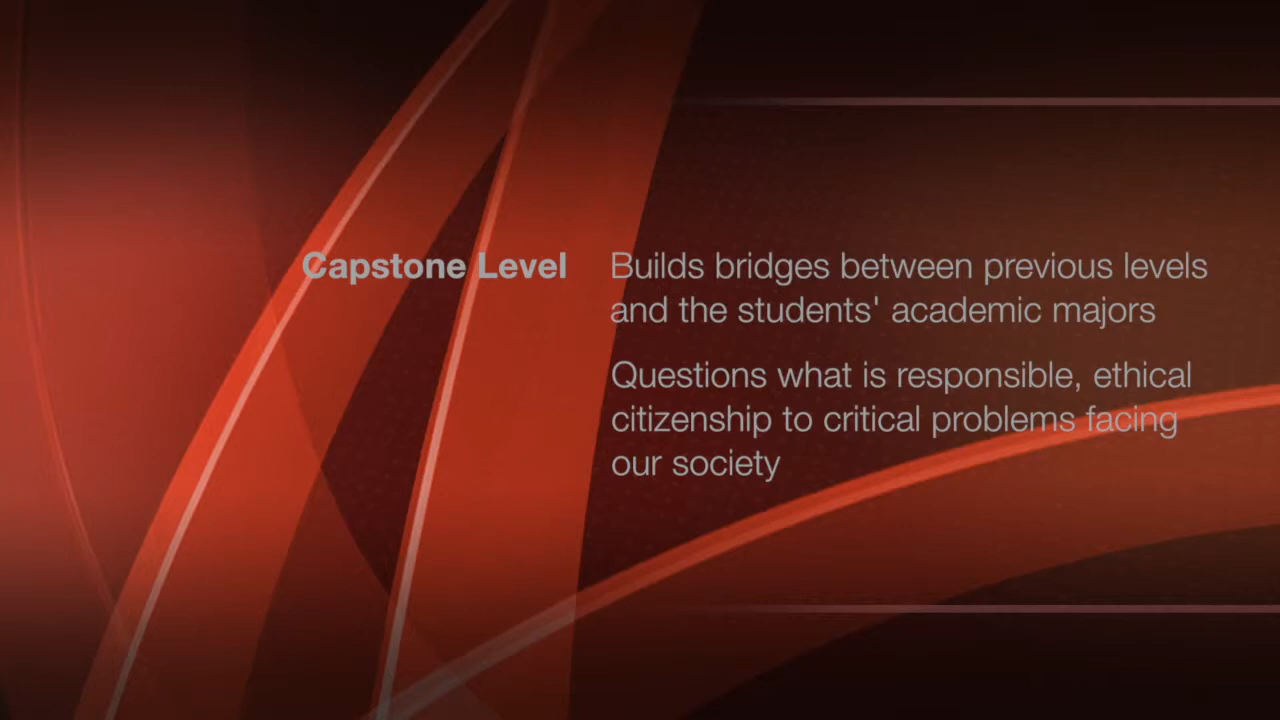 Capstone Level
Builds bridges between previous levels
and the students' academic majors
Questions what is responsible, ethical
citizenship to critical problems facing
our society